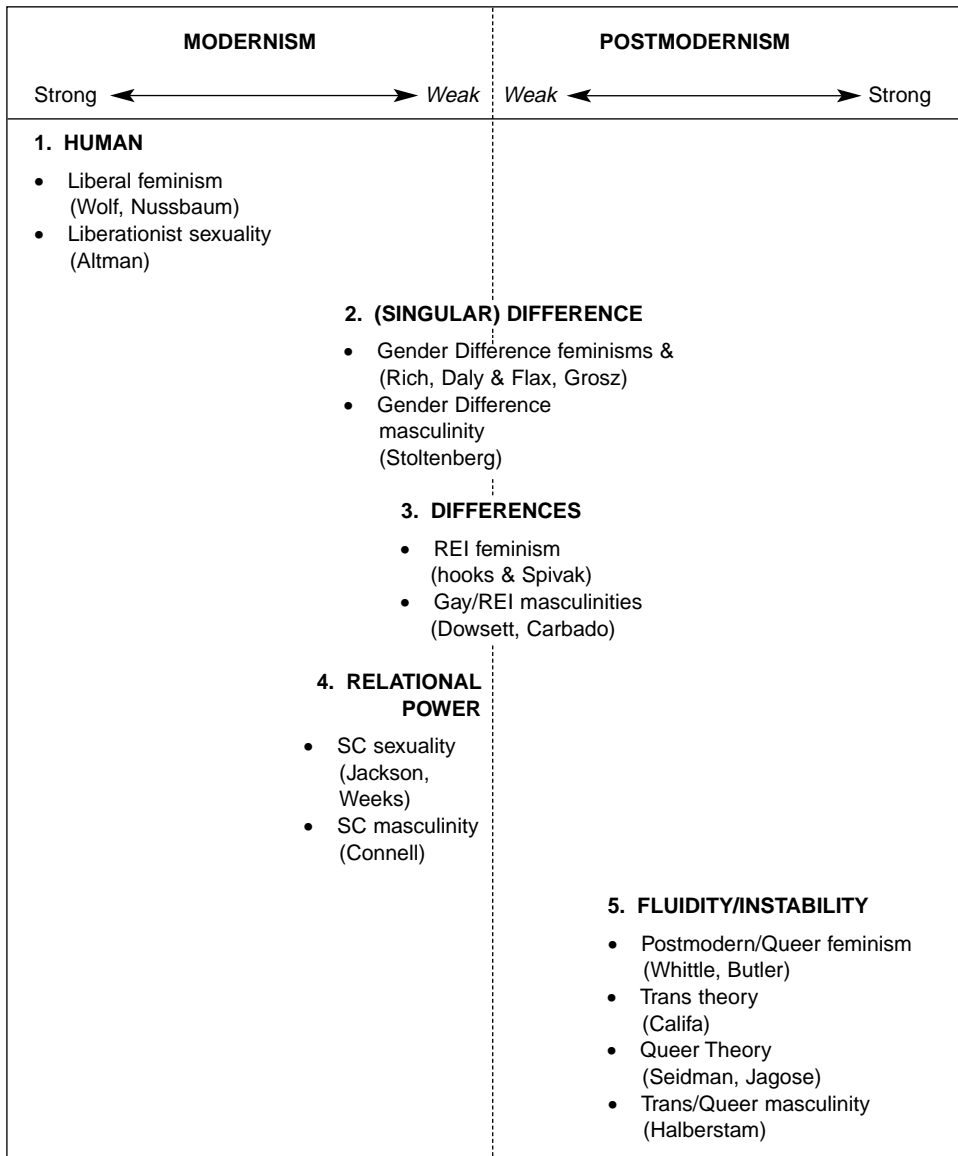 MODERNISM POSTMODERNISM
Strong Weak Weak Strong
1. HUMAN
• Liberal feminism
(Wolf, Nussbaum)
• Liberationist sexuality
(Altman)
2. (SINGULAR) DIFFERENCE
• Gender Difference feminisms &
(Rich, Daly & Flax, Grosz)
• Gender Difference
masculinity
(Stoltenberg)
3. DIFFERENCES
• REI feminism
(hooks & Spivak)
• Gay/REI masculinities
(Dowsett, Carbado)
4. RELATIONAL
POWER
• SC sexuality
(Jackson,
Weeks)
• SC masculinity
(Connell)
5. FLUIDITY/INSTABILITY
• Postmodern/Queer feminism
(Whittle, Butler)
• Trans theory
(Califa)
• Queer Theory
(Seidman, Jagose)
• Trans/Queer masculinity
(Halberstam)